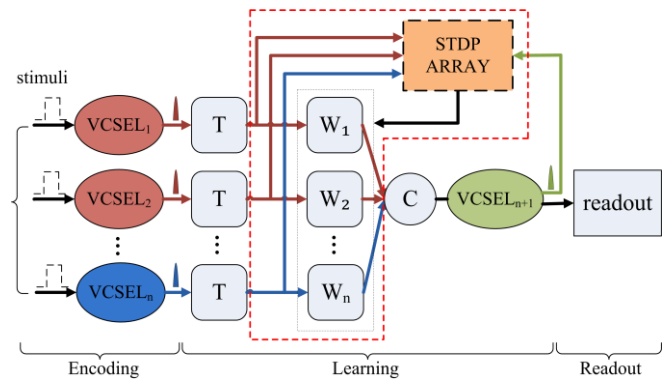 STDP
ARRAY
stimuli
VCSEL₁
T
W₁
VCSEL₂
T
W₂
C
VCSELₙ₊₁
readout
VCSELₙ
T
Wₙ
Encoding
Learning
Readout